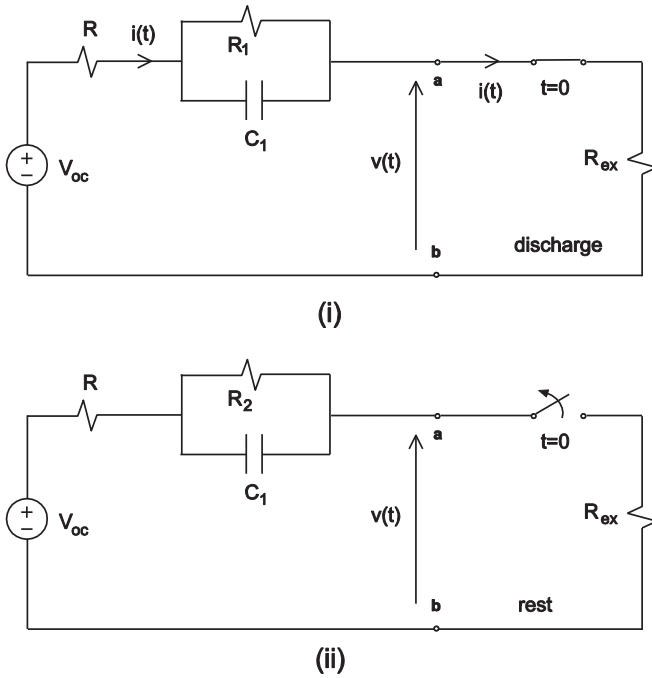 R
i(t)
R1
C1
+
−
Voc
v(t)
a
i(t)
t=0
Rex
b
discharge
(i)
R
R2
C1
+
−
Voc
v(t)
a
t=0
Rex
b
rest
(ii)